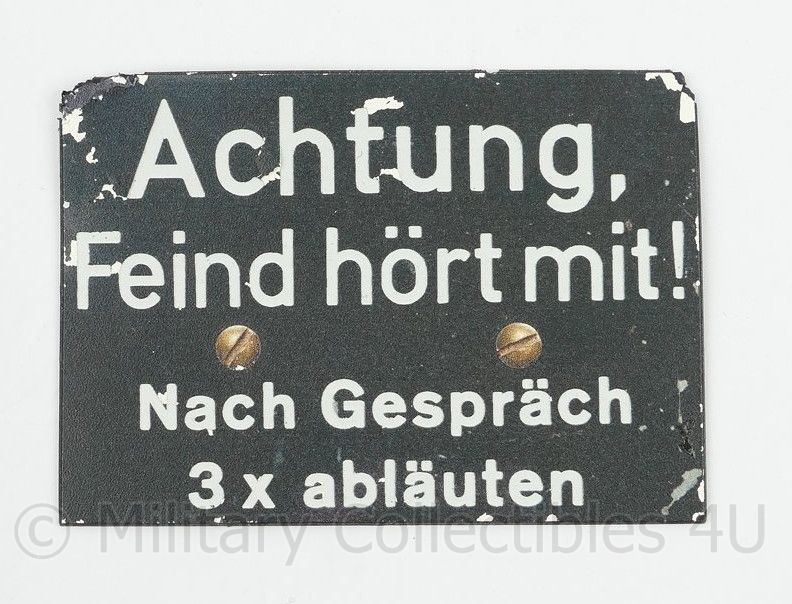 Achtung,
Feind hört mit!
Nach Gespräch
3 x abläuten
© Military Collectibles 4U